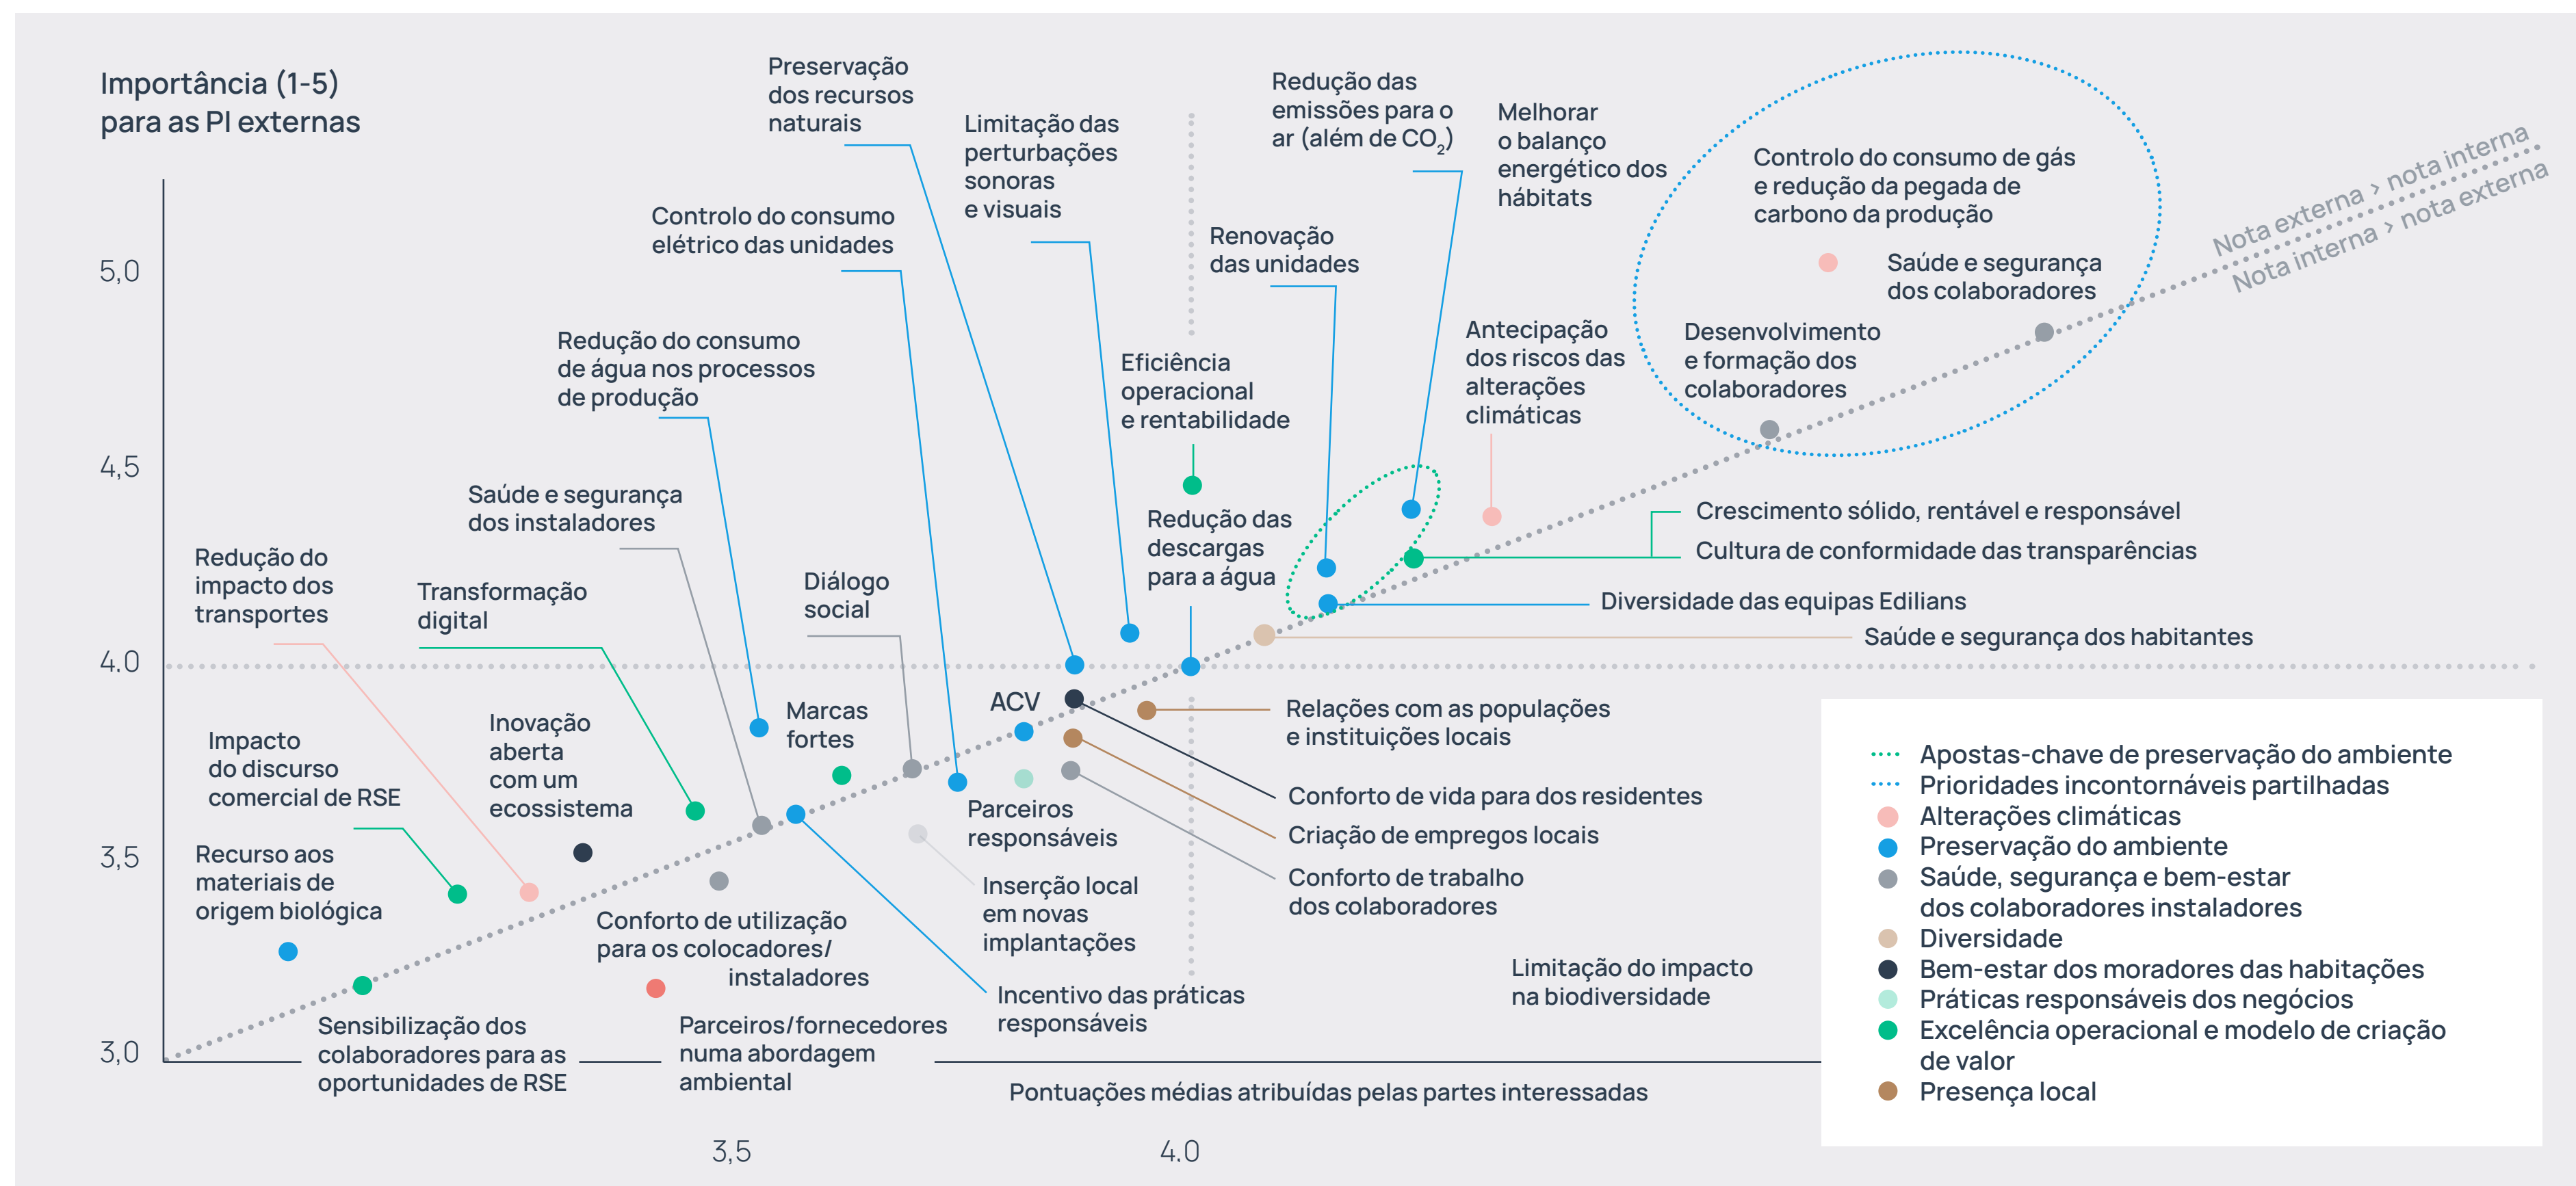 Importância (1-5)
para as PI externas
5,0
4,5
4.0
3,5
3,0
Preservação
dos recursos
naturais
Limitação das
perturbações
sonoras
e visuais
Redução das
emissões para o
ar (além de CO2)
Melhorar
o balanço
energético dos
hábitats
Controlo do consumo de gás
e redução da pegada de
carbono da produção
Nota externa > nota interna
Nota interna > nota externa
Controlo do consumo
elétrico das unidades
Renovação
das unidades
Saúde e segurança
dos colaboradores
Redução do consumo
de água nos processos
de produção
Eficiência
operacional
e rentabilidade
Antecipação
dos riscos das
alterações
climáticas
Desenvolvimento
e formação dos
colaboradores
Saúde e segurança
dos instaladores
Redução das
descargas
para a água
Crescimento sólido, rentável e responsável
Cultura de conformidade das transparências
Redução do
impacto dos
transportes
Transformação
digital
Diálogo
social
Diversidade das equipas Edilians
Saúde e segurança dos habitantes
Impacto
do discurso
comercial de RSE
Inovação
aberta
com um
ecossistema
Marcas
fortes
ACV
Relações com as populações
e instituições locais
Recurso aos
materiais de
origem biológica
Parceiros
responsáveis
Conforto de vida para dos residentes
Criação de empregos locais
Conforto de trabalho
dos colaboradores
Conforto de utilização
para os colocadores/
instaladores
Inserção local
em novas
implantações
Limitação do impacto
na biodiversidade
Incentivo das práticas
responsáveis
Sensibilização dos
colaboradores para as
oportunidades de RSE
Parceiros/fornecedores
numa abordagem
ambiental
Pontuações médias atribuídas pelas partes interessadas
3,5
4.0
Apostas-chave de preservação do ambiente
Prioridades incontornáveis partilhadas
Alterações climáticas
Preservação do ambiente
Saúde, segurança e bem-estar
dos colaboradores instaladores
Diversidade
Bem-estar dos moradores das habitações
Práticas responsáveis dos negócios
Excelência operacional e modelo de criação
de valor
Presença local